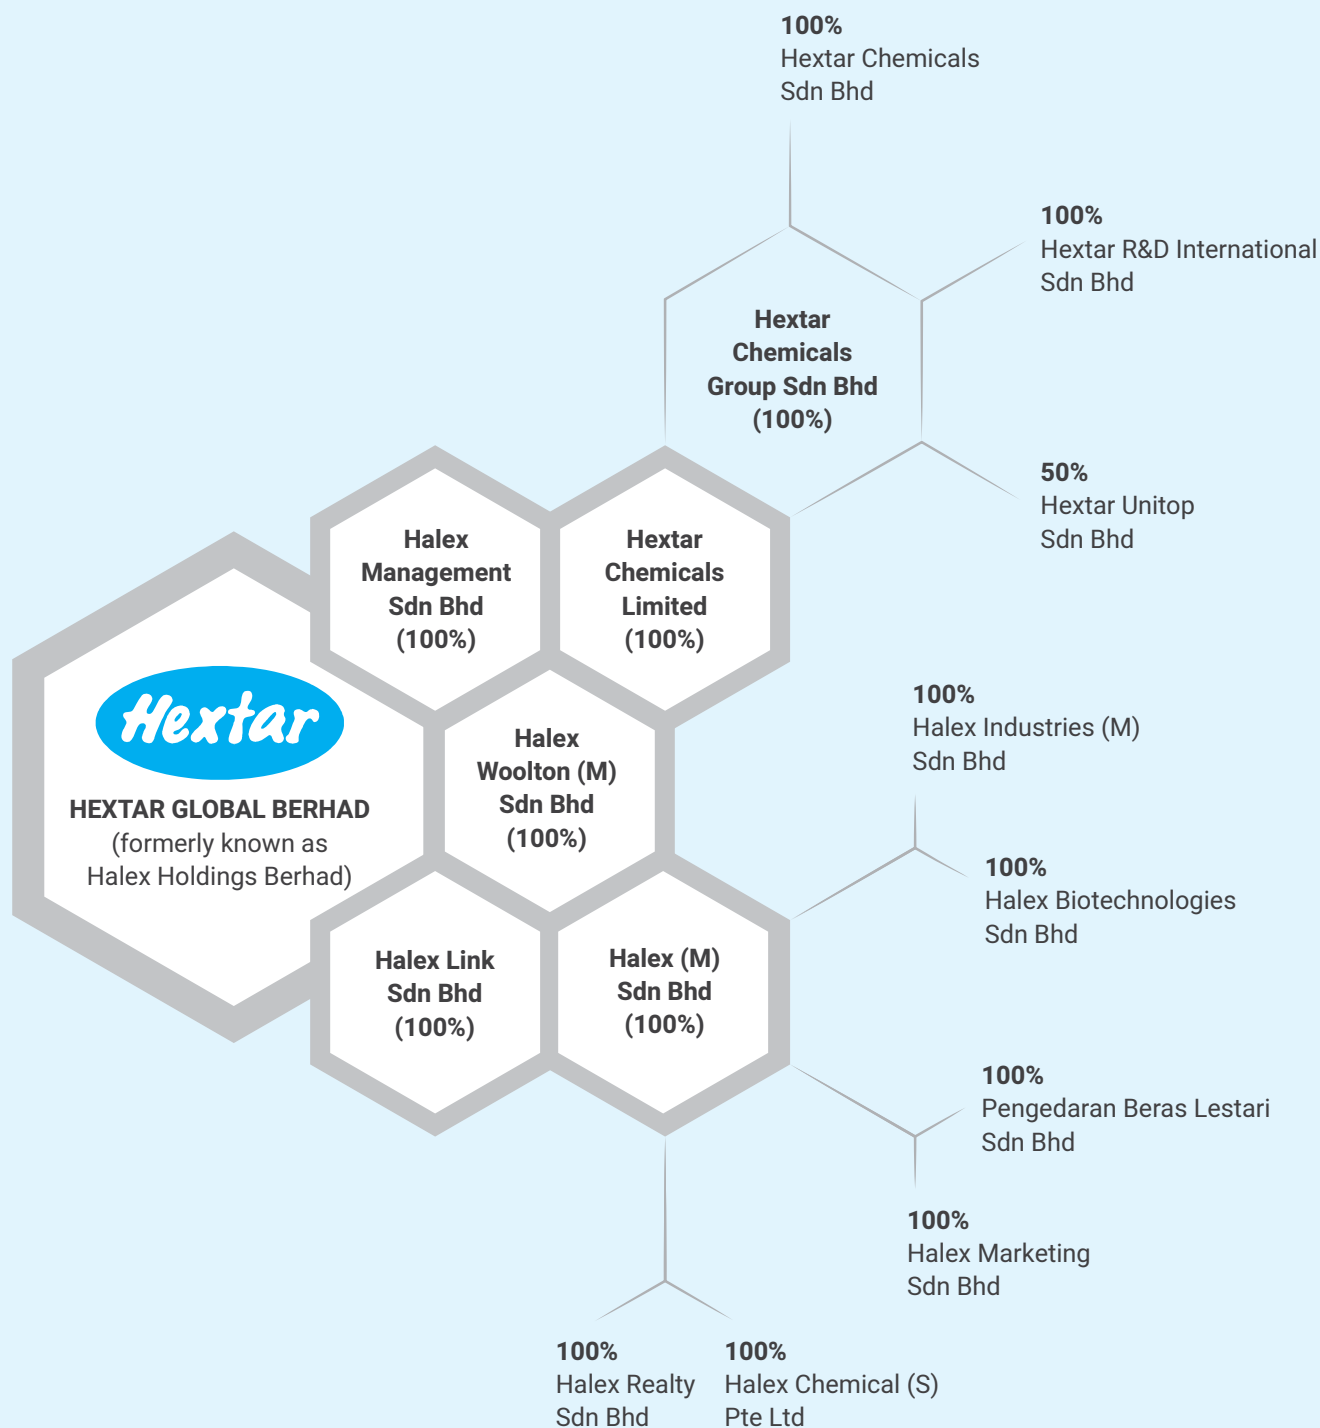 100%
Hextar Chemicals
Sdn Bhd
100%
Hextar R&D International
Sdn Bhd
Hextar
Chemicals
Group Sdn Bhd
(100%)
50%
Hextar Unitop
Sdn Bhd
Halex
Management
Sdn Bhd
(100%)
Hextar
Chemicals
Limited
(100%)
Hextar
HEXTAR GLOBAL BERHAD
(formerly known as
Halex Holdings Berhad)
Halex
Woolton (M)
Sdn Bhd
(100%)
100%
Halex Industries (M)
Sdn Bhd
100%
Halex Biotechnologies
Sdn Bhd
Halex Link
Sdn Bhd
(100%)
Halex (M)
Sdn Bhd
(100%)
100%
Pengedaran Beras Lestari
Sdn Bhd
100%
Halex Marketing
Sdn Bhd
100%
Halex Realty
Sdn Bhd
100%
Halex Chemical (S)
Pte Ltd